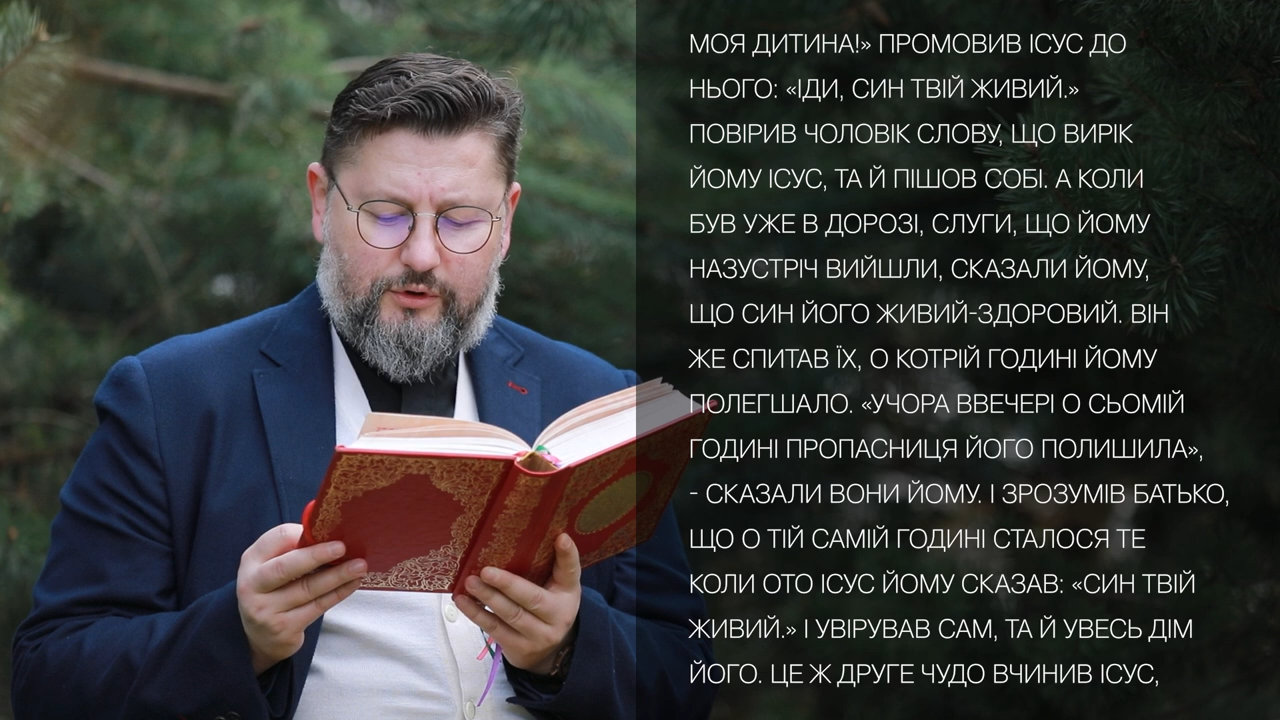 МОЯ ДИТИНА!» ПРОМОВИВ ІСУС ДО
НЬОГО: «ІДИ, СИН ТВІЙ ЖИВИЙ.»
ПОВІРИВ ЧОЛОВІК СЛОВУ, ЩО ВИРІК
ЙОМУ ІСУС, ТА Й ПІШОВ СОБІ. А КОЛИ
БУВ УЖЕ В ДОРОЗІ, СЛУГИ, ЩО ЙОМУ
НАЗУСТРІЧ ВИЙШЛИ, СКАЗАЛИ ЙОМУ,
ЩО СИН ЙОГО ЖИВИЙ-ЗДОРОВИЙ. ВІН
ЖЕ СПИТАВ ЇХ, О КОТРІЙ ГОДИНІ ЙОМУ
ПОЛЕГШАЛО. «УЧОРА ВВЕЧЕРІ О СЬОМІЙ
ГОДИНІ ПРОПАСНИЦЯ ЙОГО ПОЛИШИЛА»,
- СКАЗАЛИ ВОНИ ЙОМУ. І ЗРОЗУМІВ БАТЬКО,
ЩО О ТІЙ САМІЙ ГОДИНІ СТАЛОСЯ ТЕ
КОЛИ ОТО ІСУС ЙОМУ СКАЗАВ: «СИН ТВІЙ
ЖИВИЙ.» І УВІРУВАВ САМ, ТА Й УВЕСЬ ДІМ
ЙОГО. ЦЕ Ж ДРУГЕ ЧУДО ВЧИНИВ ІСУС,